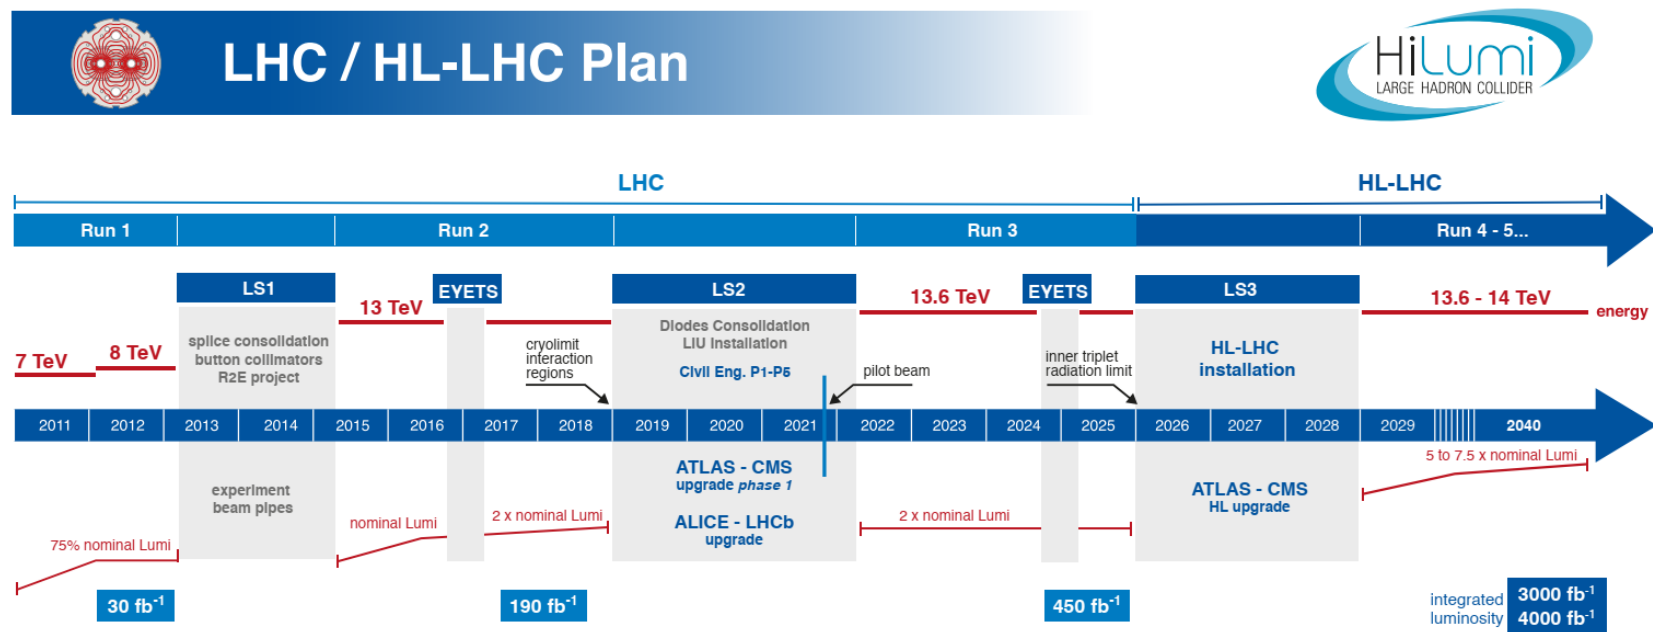 LHC / HL-LHC Plan
HiLumi
LARGE HADRON COLLIDER
LHC
HL-LHC
Run 1
Run 2
Run 3
Run 4 - 5...
LS1
EYETS
LS2
EYETS
LS3
13 TeV
13.6 TeV
13.6 - 14 TeV
energy
7 TeV
8 TeV
splice consolidation
button collimators
R2E project
cryolimit
interaction
regions
Diodes Consolidation
LIU Installation
Civil Eng. P1-P5
pilot beam
inner triplet
radiation limit
HL-LHC
installation
2011
2012
2013
2014
2015
2016
2017
2018
2019
2020
2021
2022
2023
2024
2025
2026
2027
2028
2029
2040
5 to 7.5 x nominal Lumi
experiment
beam pipes
ATLAS - CMS
upgrade phase 1
ALICE - LHCb
upgrade
ATLAS - CMS
HL upgrade
75% nominal Lumi
nominal Lumi
2 x nominal Lumi
2 x nominal Lumi
30 fb⁻¹
190 fb⁻¹
450 fb⁻¹
integrated
luminosity
3000 fb⁻¹
4000 fb⁻¹